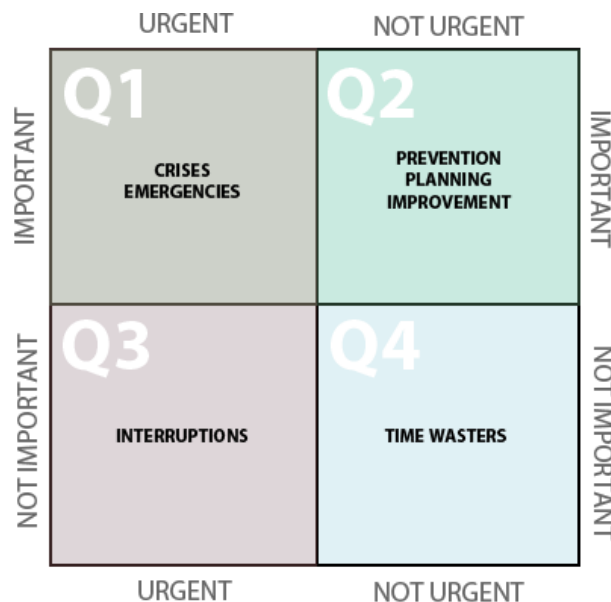 URGENT NOT URGENT
Q1 Q2
IMPORTANT
CRISES
EMERGENCIES
PREVENTION
PLANNING
IMPROVEMENT
IMPORTANT
Q3 Q4
NOT IMPORTANT
INTERRUPTIONS
TIME WASTERS
NOT IMPORTANT
URGENT NOT URGENT